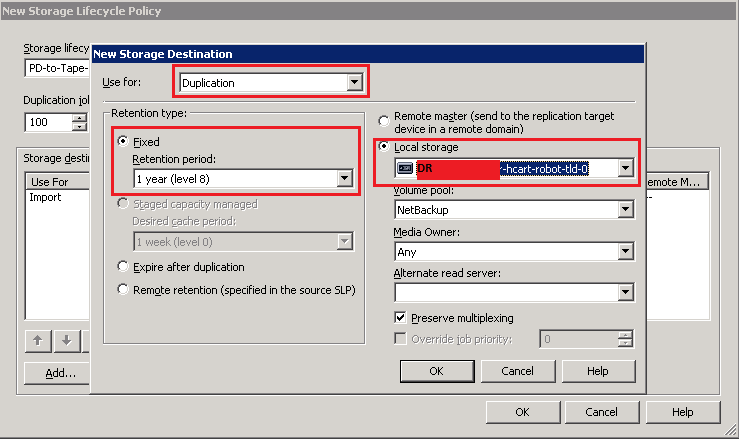 New Storage Lifecycle Policy
Storage lifecy
PD-to-Tape-
Duplication jol
100
Storage destin
Use For
emote M...
Import
--
Add...
OK
Cancel
Help
New Storage Destination
Use for:
Duplication
Retention type:
Fixed
Retention period:
1 year (level 8)
Staged capacity managed
Desired cache period:
1 week (level 0)
Expire after duplication
Remote retention (specified in the source SLP)
Remote master (send to the replication target
device in a remote domain)
Local storage
DR
-hcart-robot-tld-0
Volume pool:
NetBackup
Media Owner:
Any
Alternate read server:
Preserve multiplexing
Override job priority:
0
OK
Cancel
Help